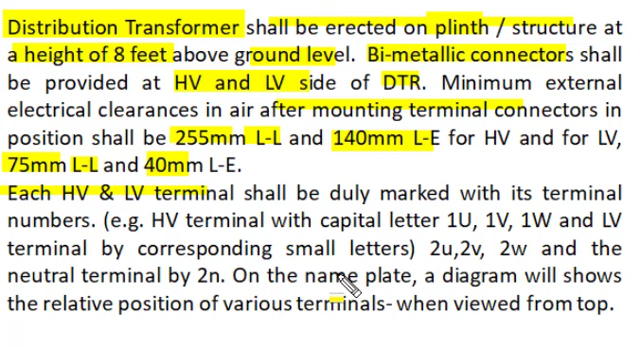 Distribution Transformer shall be erected on plinth / structure at
a height of 8 feet above ground level. Bi-metallic connectors shall
be provided at HV and LV side of DTR. Minimum external
electrical clearances in air after mounting terminal connectors in
position shall be 255mm L-L and 140mm L-E for HV and for LV,
75mm L-L and 40mm L-E.
Each HV & LV terminal shall be duly marked with its terminal
numbers. (e.g. HV terminal with capital letter 1U, 1V, 1W and LV
terminal by corresponding small letters) 2u,2v, 2w and the
neutral terminal by 2n. On the name plate, a diagram will shows
the relative position of various terminals- when viewed from top.